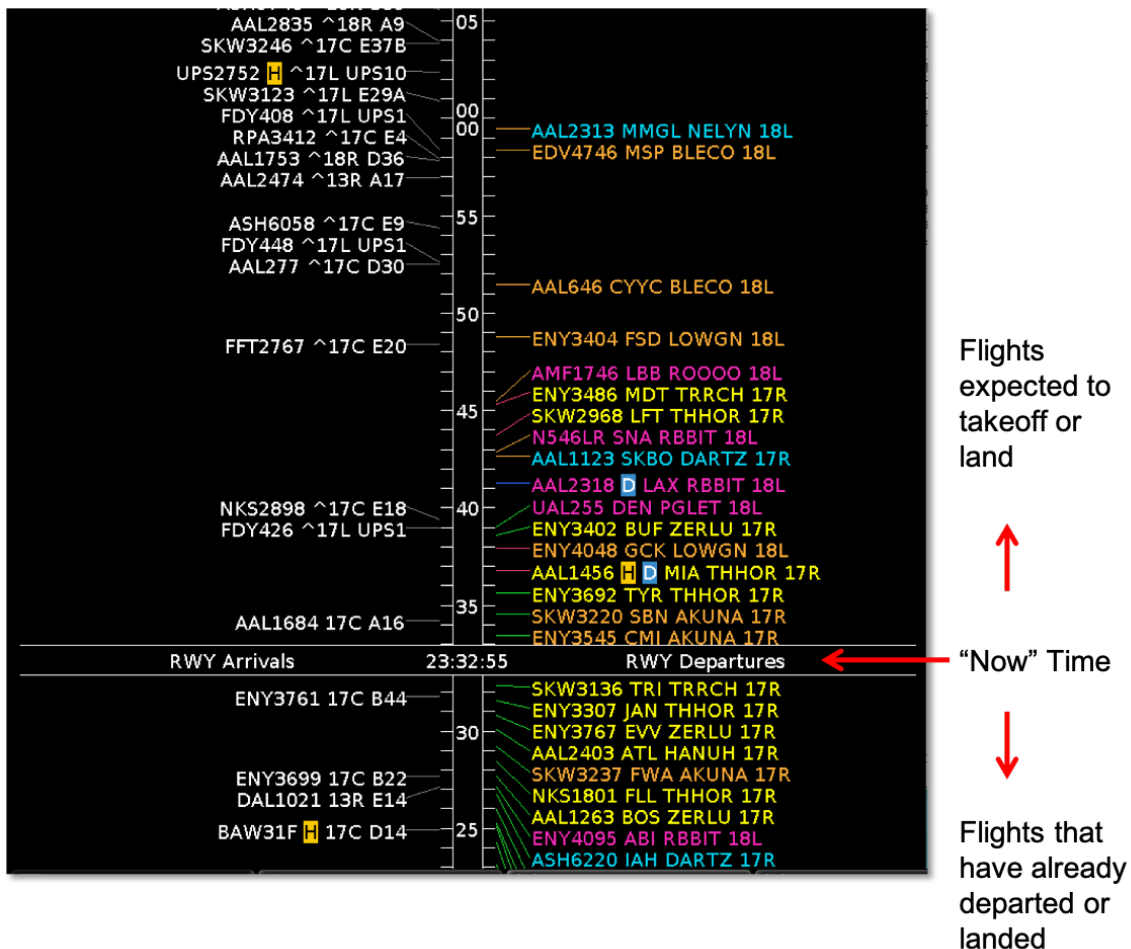 AAL2835 ^18R A9
SKW3246 ^17C E37B
UPS2752 H ^17L UPS10
SKW3123 ^17L E29A
FDY408 ^17L UPS1
RPA3412 ^17C E4
AAL1753 ^18R D36
AAL2474 ^13R A17
ASH6058 ^17C E9
FDY448 ^17L UPS1
AAL277 ^17C D30
FFT2767 ^17C E20
NKS2898 ^17C E18
FDY426 ^17L UPS1
AAL1684 17C A16
05
00
00
55
50
45
40
35
AAL2313 MMGL NELYN 18L
EDV4746 MSP BLECO 18L
AAL646 CYYC BLECO 18L
ENY3404 FSD LOWGN 18L
AMF1746 LBB ROOOO 18L
ENY3486 MDT TRRCH 17R
SKW2968 LFT THHOR 17R
N546LR SNA RBBIT 18L
AAL1123 SKBO DARTZ 17R
AAL2318 D LAX RBBIT 18L
UAL255 DEN PGLET 18L
ENY3402 BUF ZERLU 17R
ENY4048 GCK LOWGN 18L
AAL1456 H D MIA THHOR 17R
ENY3692 TYR THHOR 17R
SKW3220 SBN AKUNA 17R
ENY3545 CMI AKUNA 17R
Flights
expected to
takeoff or
land
RWY Arrivals 23:32:55 RWY Departures
“Now” Time
ENY3761 17C B44
ENY3699 17C B22
DAL1021 13R E14
BAW31F H 17C D14
30
25
SKW3136 TRI TRRCH 17R
ENY3307 JAN THHOR 17R
ENY3767 EVV ZERLU 17R
AAL2403 ATL HANUH 17R
SKW3237 FWA AKUNA 17R
NKS1801 FLL THHOR 17R
AAL1263 BOS ZERLU 17R
ENY4095 ABI RBBIT 18L
ASH6220 IAH DARTZ 17R
Flights that
have already
departed or
landed